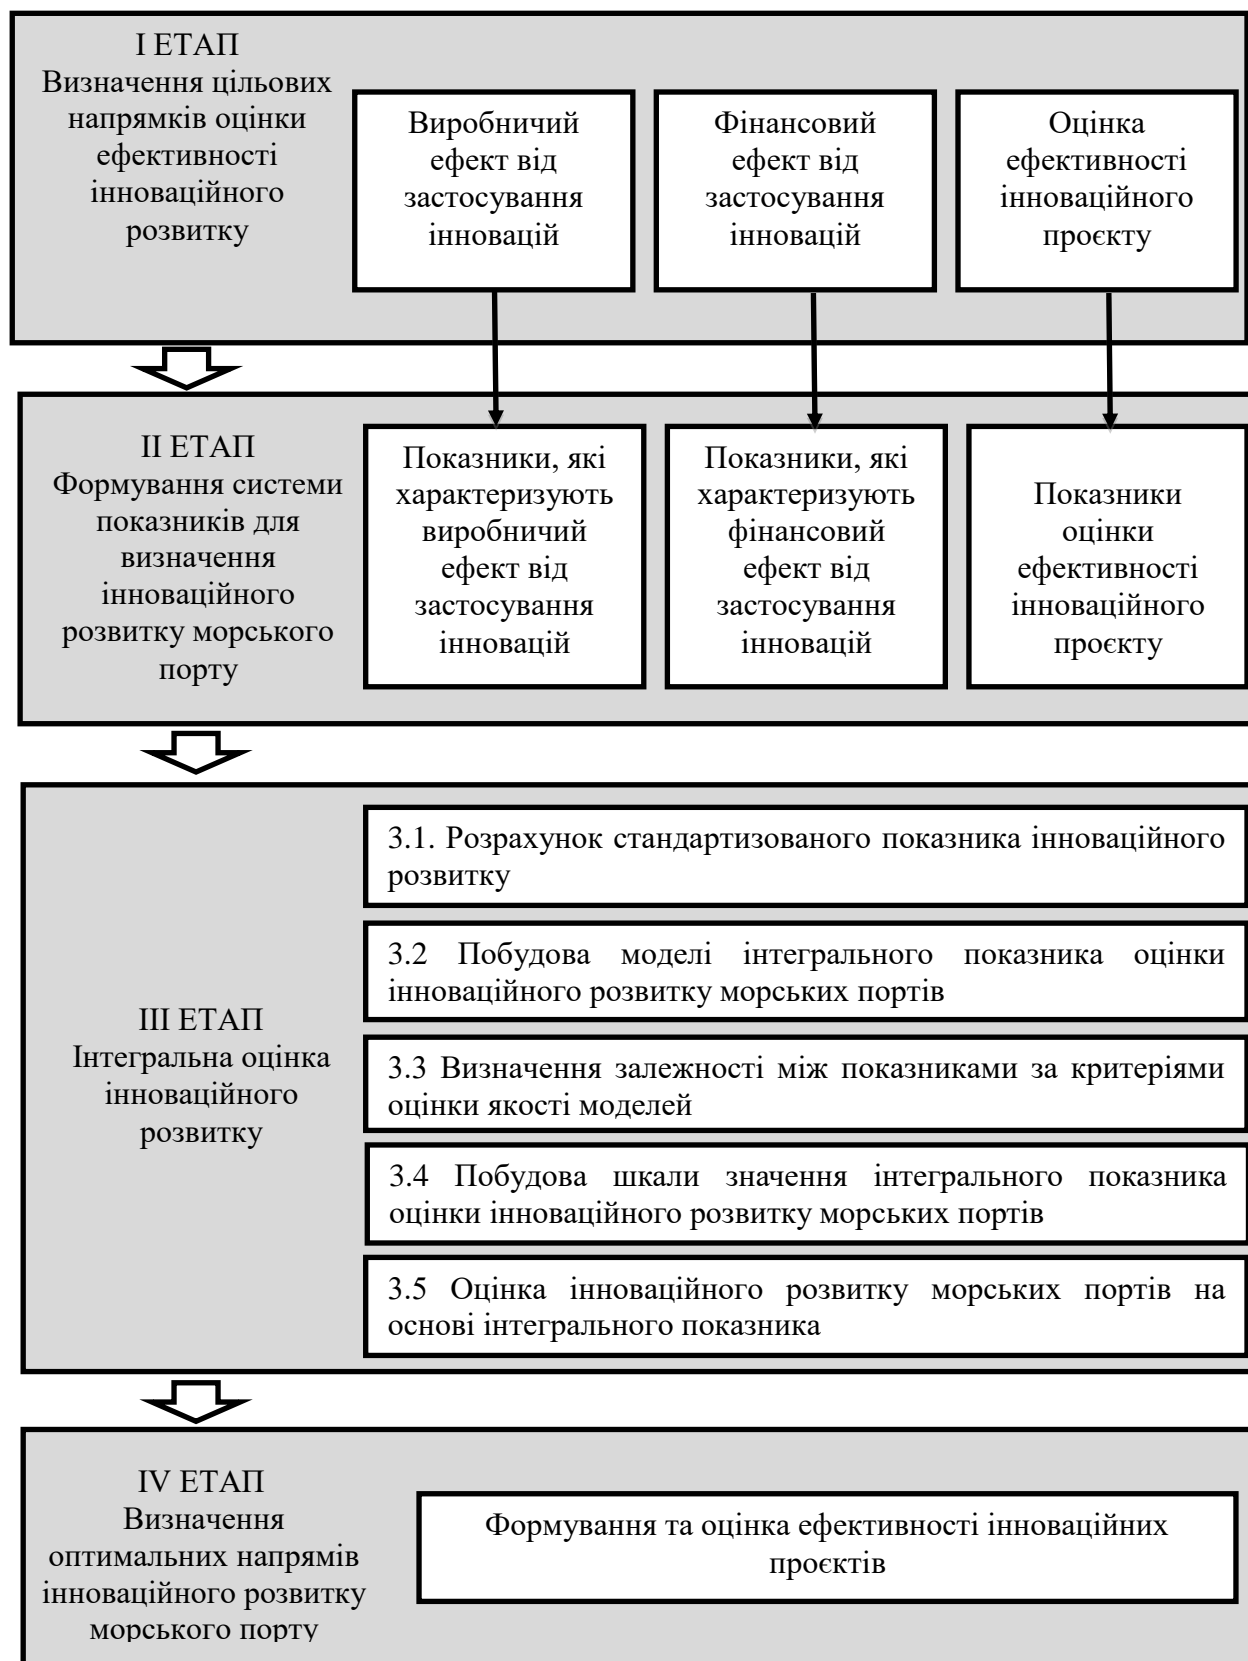 І ЕТАП
Визначення цільових
напрямків оцінки
ефективності
інноваційного
розвитку
Виробничий
ефект від
застосування
інновацій
Фінансовий
ефект від
застосування
інновацій
Оцінка
ефективності
інноваційного
проєкту
ІІ ЕТАП
Формування системи
показників для
визначення
інноваційного
розвитку морського
порту
Показники, які
характеризують
виробничий
ефект від
застосування
інновацій
Показники, які
характеризують
фінансовий
ефект від
застосування
інновацій
Показники
оцінки
ефективності
інноваційного
проєкту
ІІІ ЕТАП
Інтегральна оцінка
інноваційного
розвитку
3.1. Розрахунок стандартизованого показника інноваційного
розвитку
3.2 Побудова моделі інтегрального показника оцінки
інноваційного розвитку морських портів
3.3 Визначення залежності між показниками за критеріями
оцінки якості моделей
3.4 Побудова шкали значення інтегрального показника
оцінки інноваційного розвитку морських портів
3.5 Оцінка інноваційного розвитку морських портів на
основі інтегрального показника
IV ЕТАП
Визначення
оптимальних напрямів
інноваційного розвитку
морського порту
Формування та оцінка ефективності інноваційних
проєктів